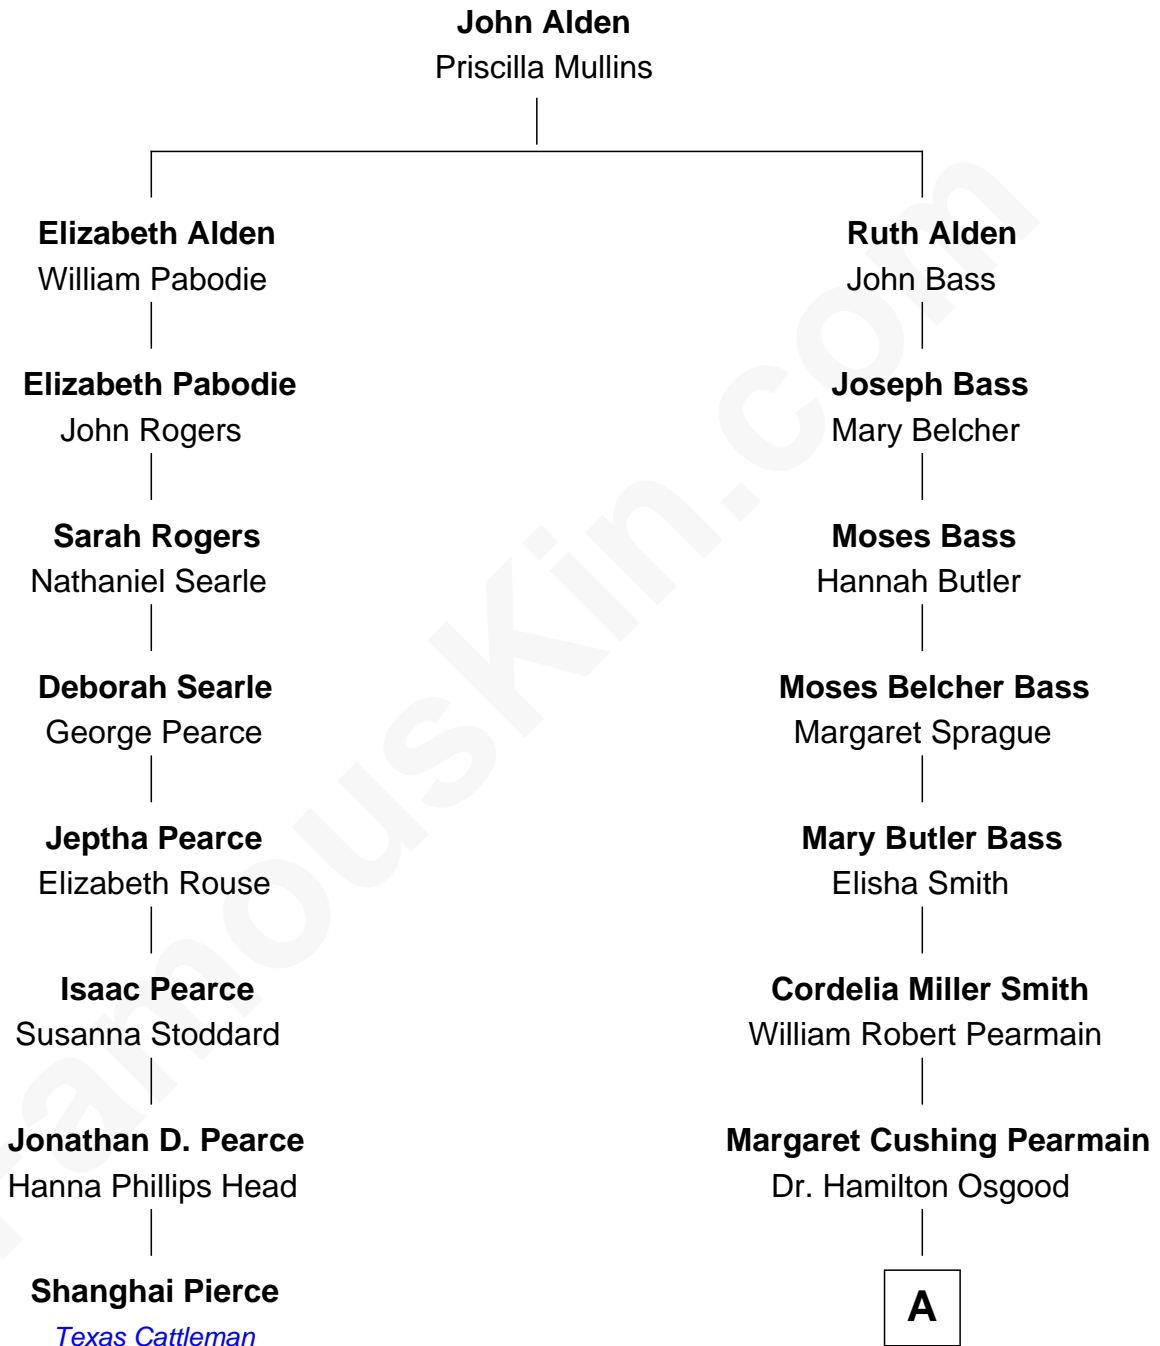 John Alden
Priscilla Mullins
Elizabeth Alden
William Pabodie
Elizabeth Pabodie
John Rogers
Sarah Rogers
Nathaniel Searle
Deborah Searle
George Pearce
Jeptha Pearce
Elizabeth Rouse
Isaac Pearce
Susanna Stoddard
Jonathan D. Pearce
Hanna Phillips Head
Shanghai Pierce
Texas Cattleman
Ruth Alden
John Bass
Joseph Bass
Mary Belcher
Moses Bass
Hannah Butler
Moses Belcher Bass
Margaret Sprague
Mary Butler Bass
Elisha Smith
Cordelia Miller Smith
William Robert Pearmain
Margaret Cushing Pearmain
Dr. Hamilton Osgood
A
FamousKin.com